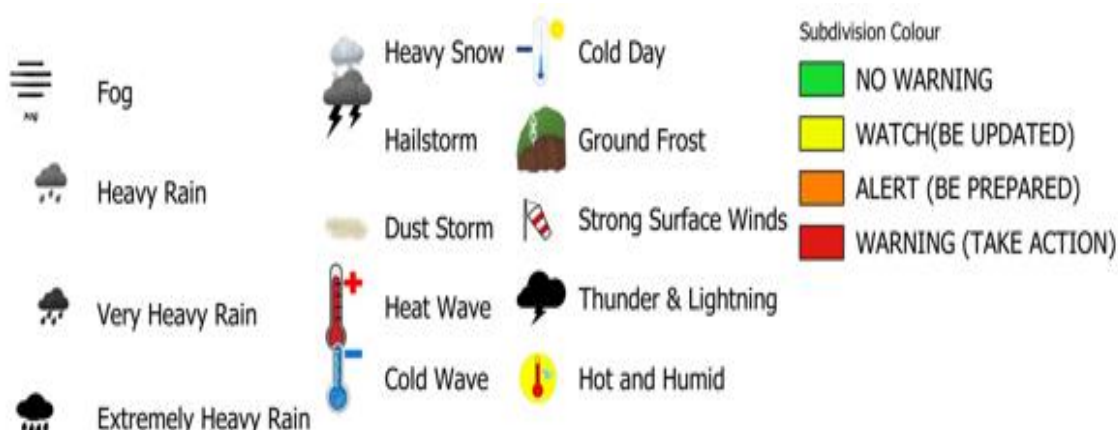 Fog
Heavy Rain
Very Heavy Rain
Extremely Heavy Rain
Heavy Snow
Hailstorm
Dust Storm
Heat Wave
Cold Wave
Cold Day
Ground Frost
Strong Surface Winds
Thunder & Lightning
Hot and Humid
Subdivision Colour
NO WARNING
WATCH(BE UPDATED)
ALERT (BE PREPARED)
WARNING (TAKE ACTION)